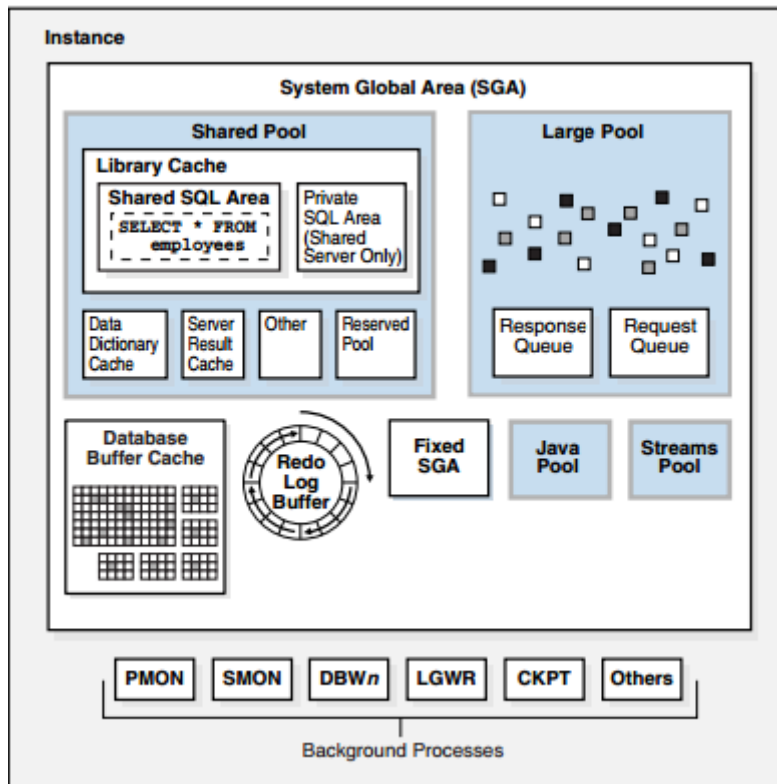 Instance
System Global Area (SGA)
Shared Pool
Library Cache
Shared SQL Area
SELECT * FROM
employees
Private
SQL Area
(Shared
Server Only)
Data
Dictionary
Cache
Server
Result
Cache
Other
Reserved
Pool
Large Pool
Response
Queue
Request
Queue
Database
Buffer Cache
Redo
Log
Buffer
Fixed
SGA
Java
Pool
Streams
Pool
PMON
SMON
DBWn
LGWR
CKPT
Others
Background Processes